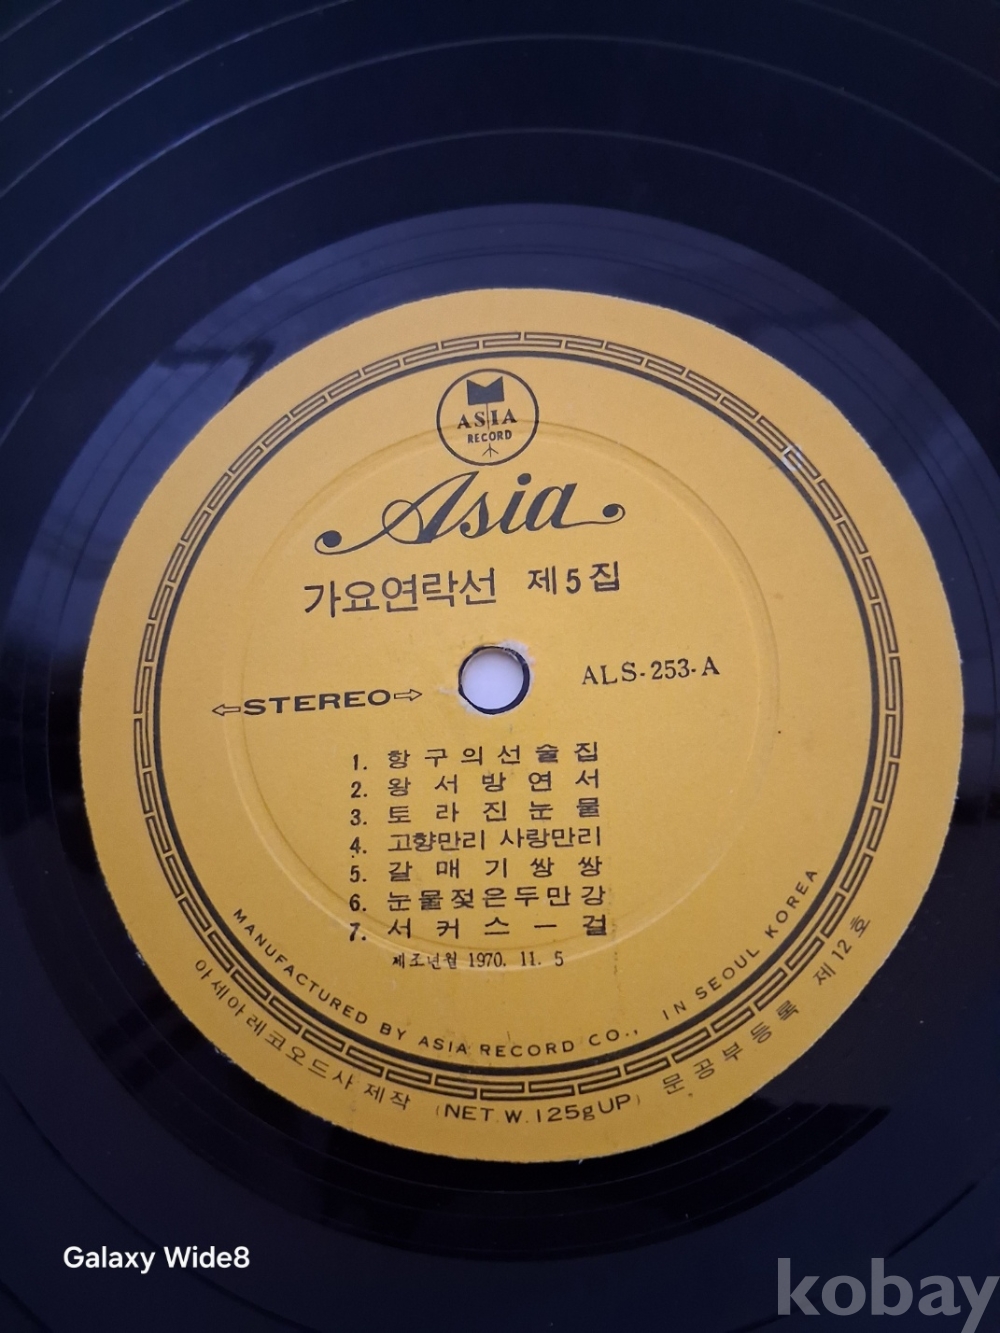 ASIA
RECORD
Asia
가요연락선 제5집
←STEREO→
ALS-253-A
1. 항구의선술집
2. 왕서방연서
3. 토라진눈물
4. 고향만리 사랑만리
5. 갈매기쌍쌍
6. 눈물젖은두만강
7. 서커스一걸
제조년월 1970. 11. 5
MANUFACTURED BY ASIA RECORD CO., IN SEOUL KOREA
아세아레코오드사 제작 (NET.W.125gUP) 문공부등록 제12호
Galaxy Wide8
kobay